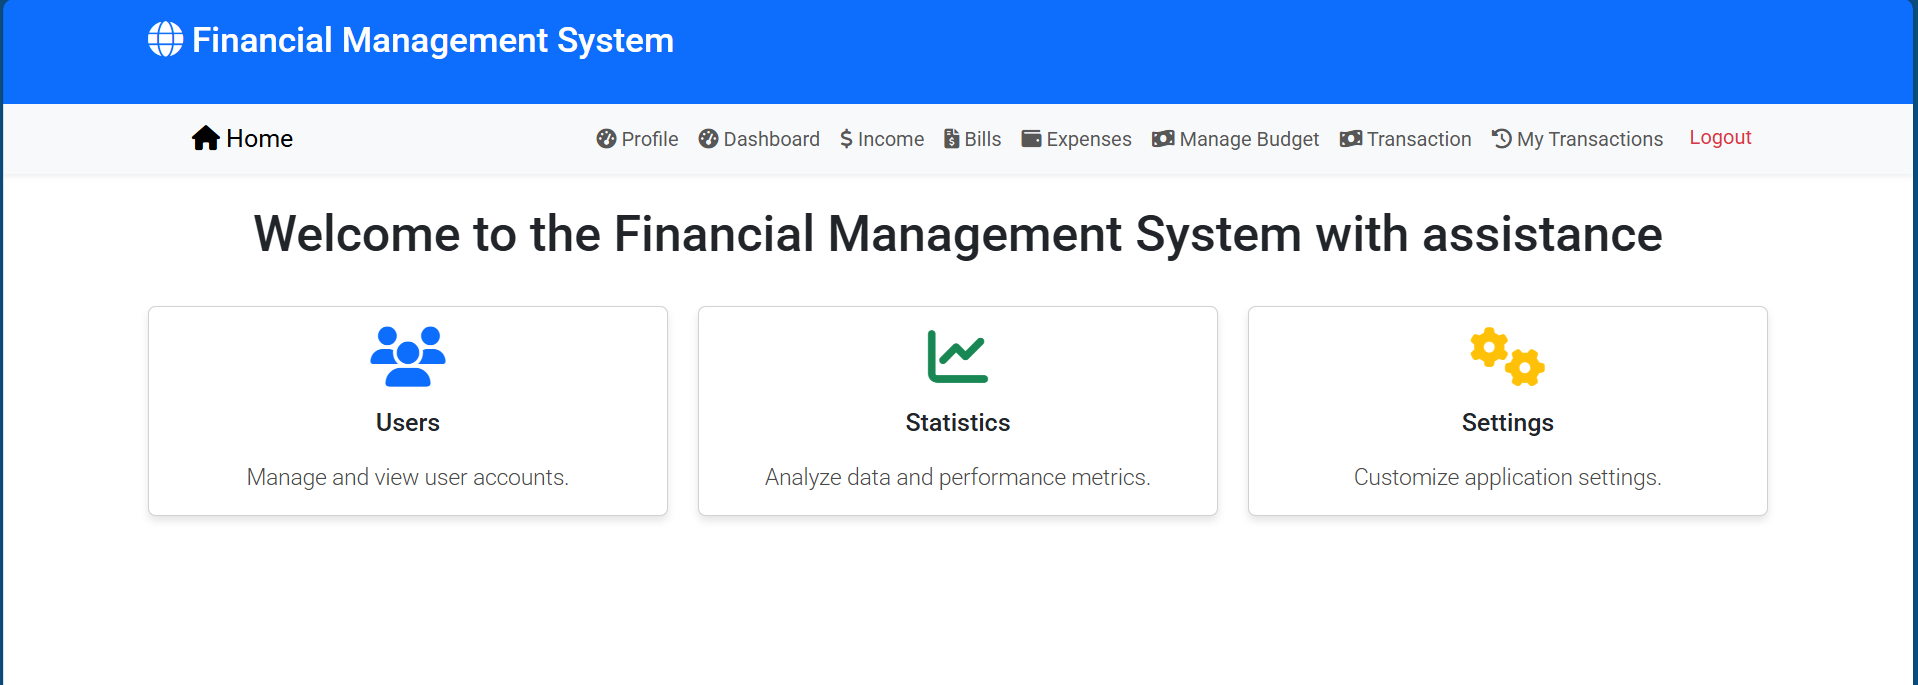 Financial Management System
Home Profile Dashboard Income Bills Expenses Manage Budget Transaction My Transactions Logout
Welcome to the Financial Management System with assistance
Users
Manage and view user accounts.
Statistics
Analyze data and performance metrics.
Settings
Customize application settings.